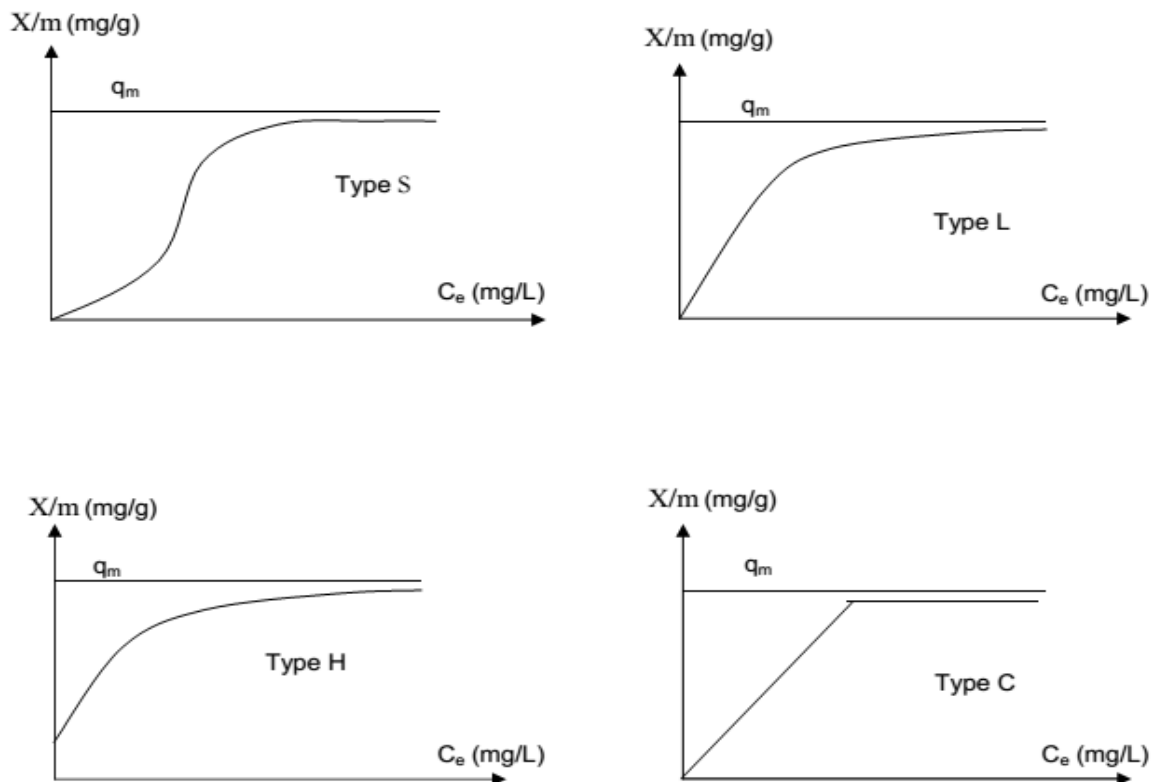 X/m (mg/g)
qm
Type S
Ce (mg/L)
X/m (mg/g)
qm
Type L
Ce (mg/L)
X/m (mg/g)
qm
Type H
Ce (mg/L)
X/m (mg/g)
qm
Type C
Ce (mg/L)